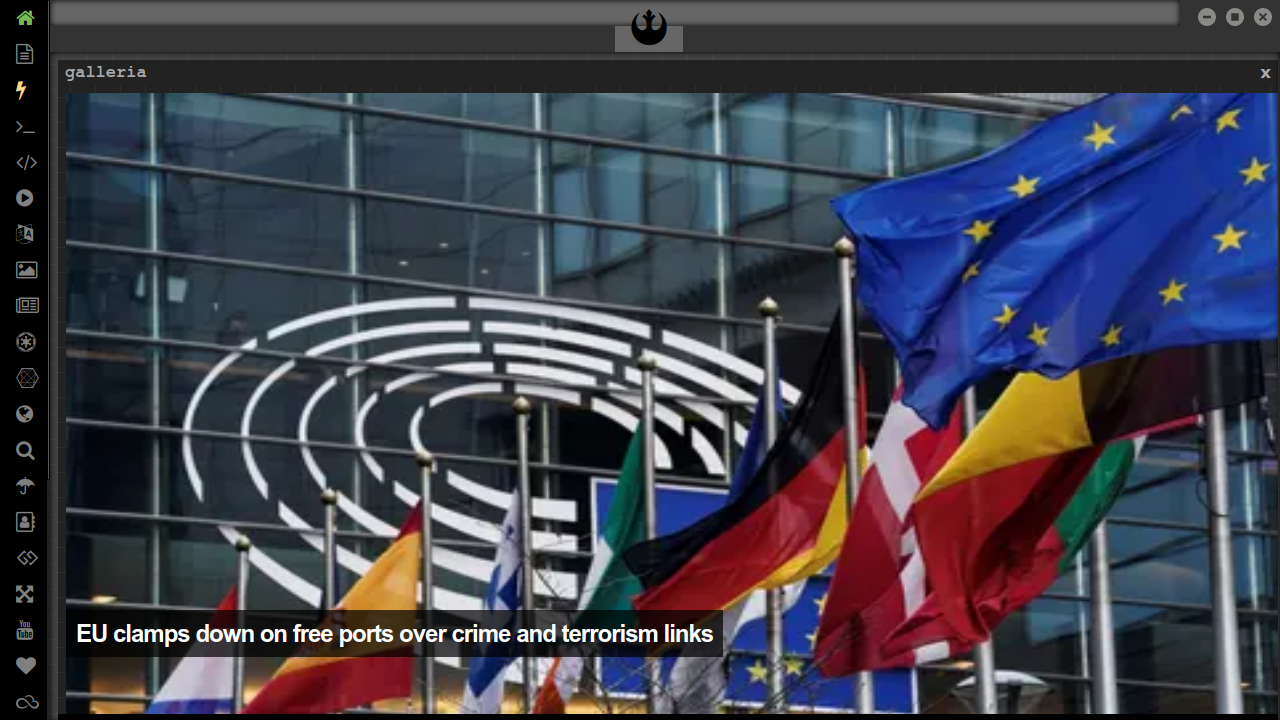 galleria
x
EU clamps down on free ports over crime and terrorism links
You
Tube